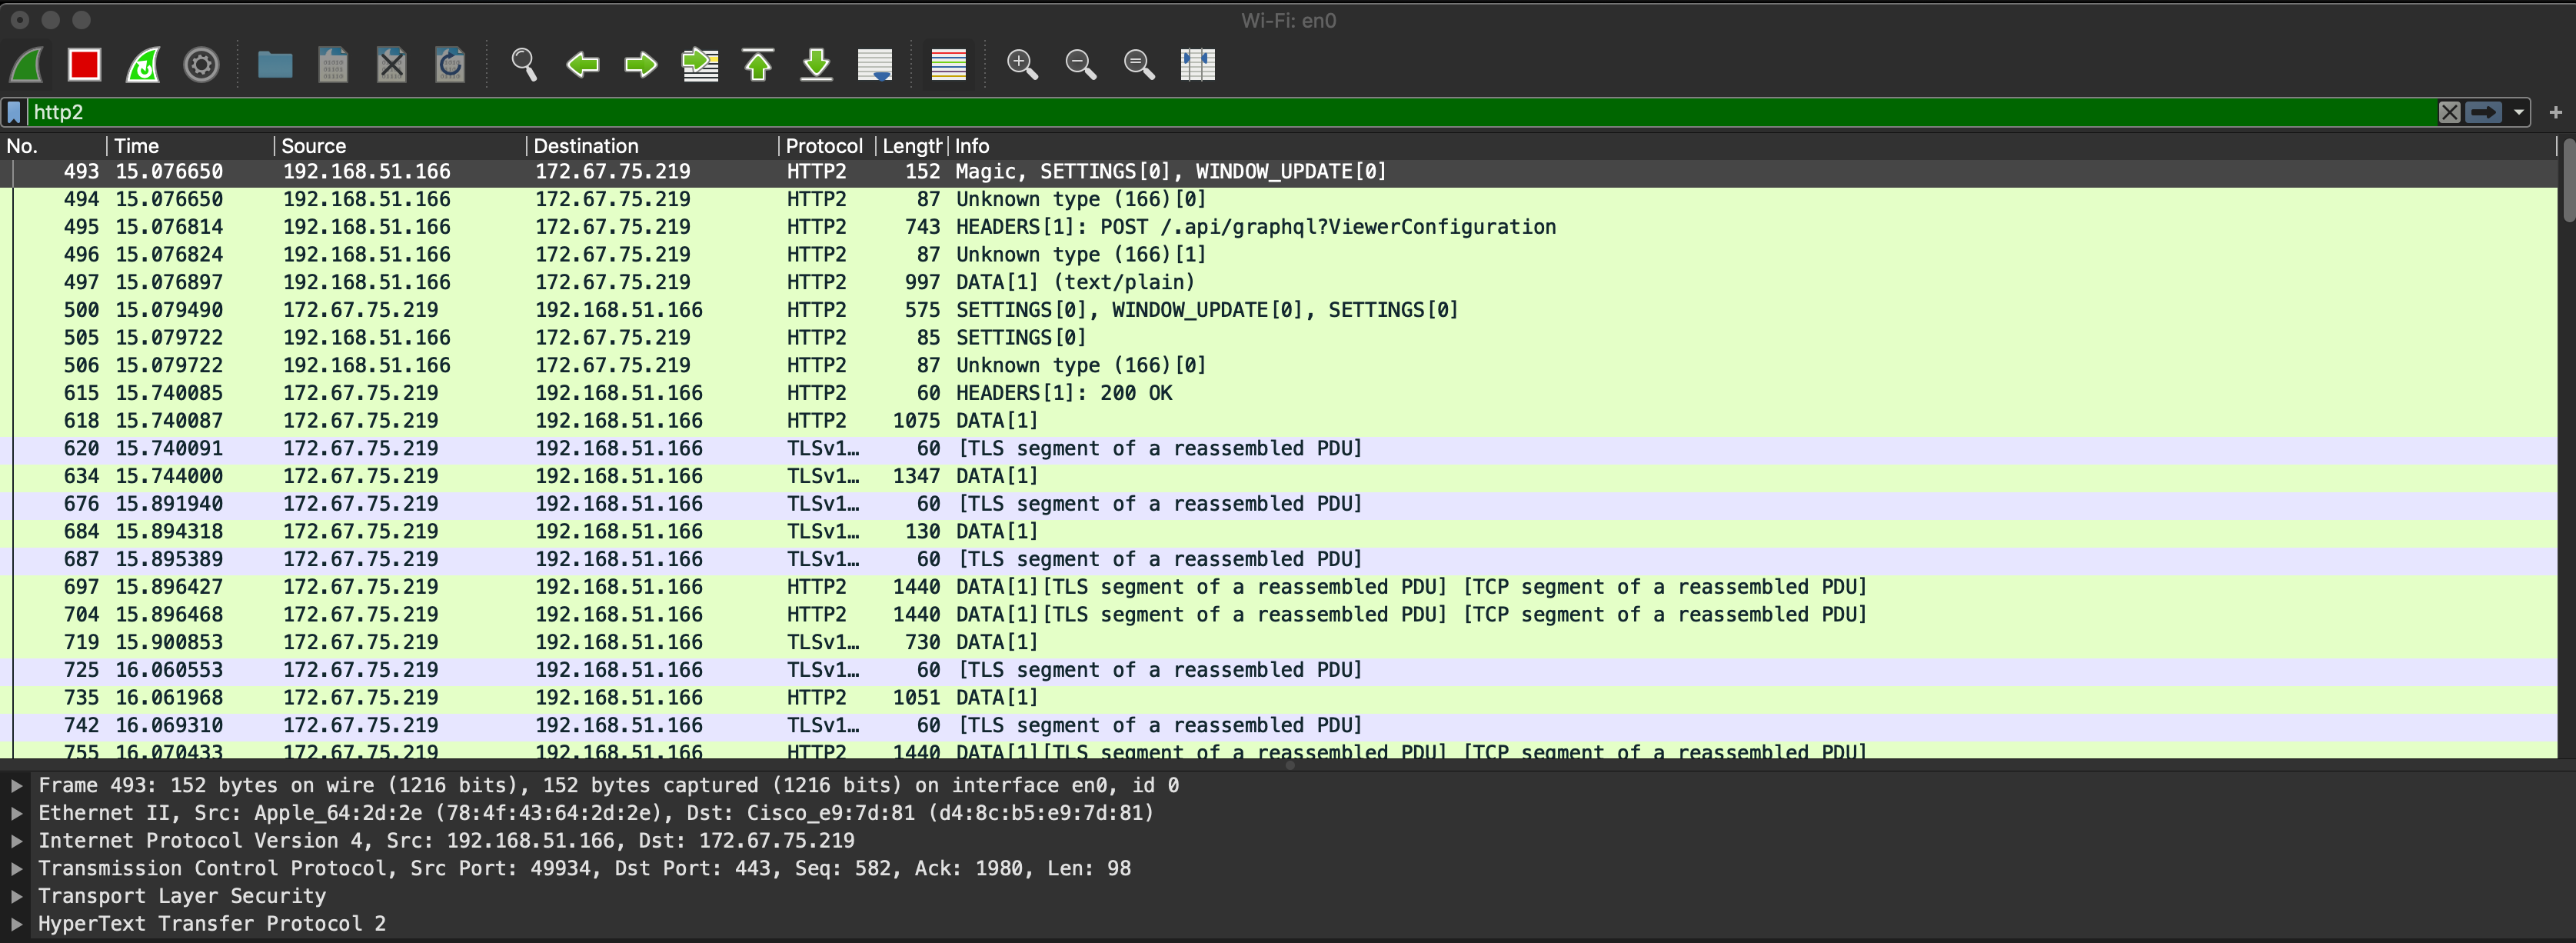 Wi-Fi: en0
http2
No. Time Source Destination Protocol Length Info
493 15.076650 192.168.51.166 172.67.75.219 HTTP2 152 Magic, SETTINGS[0], WINDOW_UPDATE[0]
494 15.076650 192.168.51.166 172.67.75.219 HTTP2 87 Unknown type (166)[0]
495 15.076814 192.168.51.166 172.67.75.219 HTTP2 743 HEADERS[1]: POST /.api/graphql?ViewerConfiguration
496 15.076824 192.168.51.166 172.67.75.219 HTTP2 87 Unknown type (166)[1]
497 15.076897 192.168.51.166 172.67.75.219 HTTP2 997 DATA[1] (text/plain)
500 15.079490 172.67.75.219 192.168.51.166 HTTP2 575 SETTINGS[0], WINDOW_UPDATE[0], SETTINGS[0]
505 15.079722 192.168.51.166 172.67.75.219 HTTP2 85 SETTINGS[0]
506 15.079722 192.168.51.166 172.67.75.219 HTTP2 87 Unknown type (166)[0]
615 15.740085 172.67.75.219 192.168.51.166 HTTP2 60 HEADERS[1]: 200 OK
618 15.740087 172.67.75.219 192.168.51.166 HTTP2 1075 DATA[1]
620 15.740091 172.67.75.219 192.168.51.166 TLSv1… 60 [TLS segment of a reassembled PDU]
634 15.744000 172.67.75.219 192.168.51.166 TLSv1… 1347 DATA[1]
676 15.891940 172.67.75.219 192.168.51.166 TLSv1… 60 [TLS segment of a reassembled PDU]
684 15.894318 172.67.75.219 192.168.51.166 TLSv1… 130 DATA[1]
687 15.895389 172.67.75.219 192.168.51.166 TLSv1… 60 [TLS segment of a reassembled PDU]
697 15.896427 172.67.75.219 192.168.51.166 HTTP2 1440 DATA[1][TLS segment of a reassembled PDU] [TCP segment of a reassembled PDU]
704 15.896468 172.67.75.219 192.168.51.166 HTTP2 1440 DATA[1][TLS segment of a reassembled PDU] [TCP segment of a reassembled PDU]
719 15.900853 172.67.75.219 192.168.51.166 TLSv1… 730 DATA[1]
725 16.060553 172.67.75.219 192.168.51.166 TLSv1… 60 [TLS segment of a reassembled PDU]
735 16.061968 172.67.75.219 192.168.51.166 HTTP2 1051 DATA[1]
742 16.069310 172.67.75.219 192.168.51.166 TLSv1… 60 [TLS segment of a reassembled PDU]
755 16.070433 172.67.75.219 192.168.51.166 HTTP2 1440 DATA[1][TLS segment of a reassembled PDU] [TCP segment of a reassembled PDU]
Frame 493: 152 bytes on wire (1216 bits), 152 bytes captured (1216 bits) on interface en0, id 0
Ethernet II, Src: Apple_64:2d:2e (78:4f:43:64:2d:2e), Dst: Cisco_e9:7d:81 (d4:8c:b5:e9:7d:81)
Internet Protocol Version 4, Src: 192.168.51.166, Dst: 172.67.75.219
Transmission Control Protocol, Src Port: 49934, Dst Port: 443, Seq: 582, Ack: 1980, Len: 98
Transport Layer Security
HyperText Transfer Protocol 2